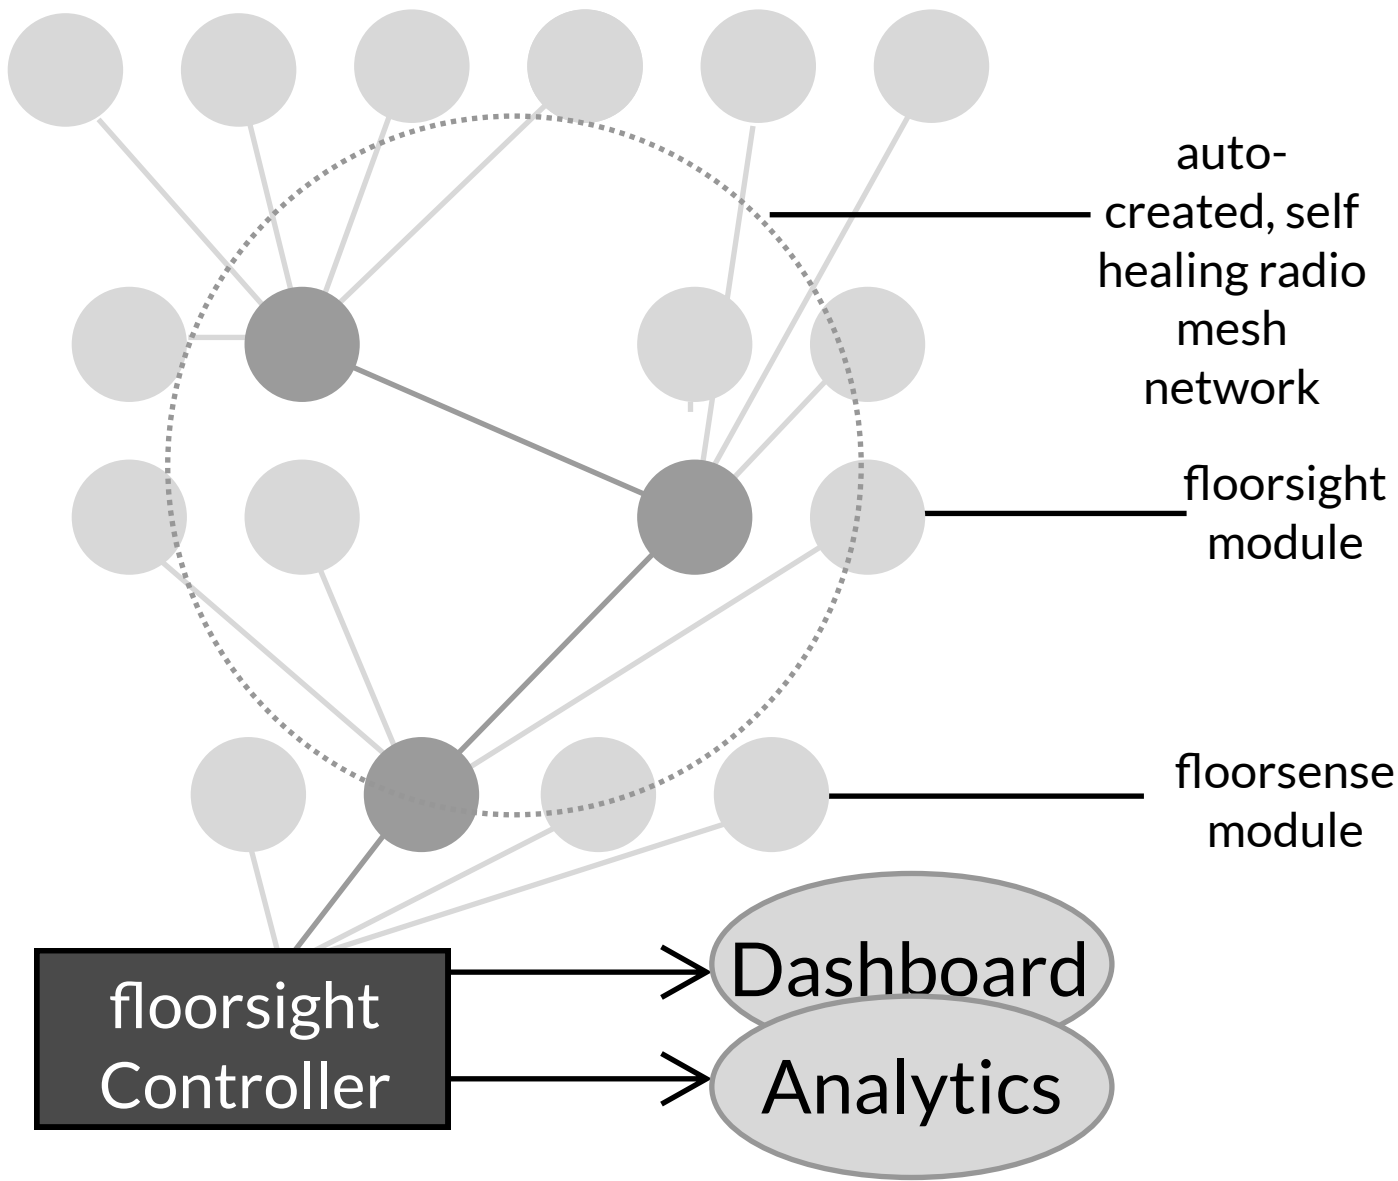 auto-
created, self
healing radio
mesh
network
floorsight
module
floorsense
module
Dashboard
floorsight
Controller
Analytics